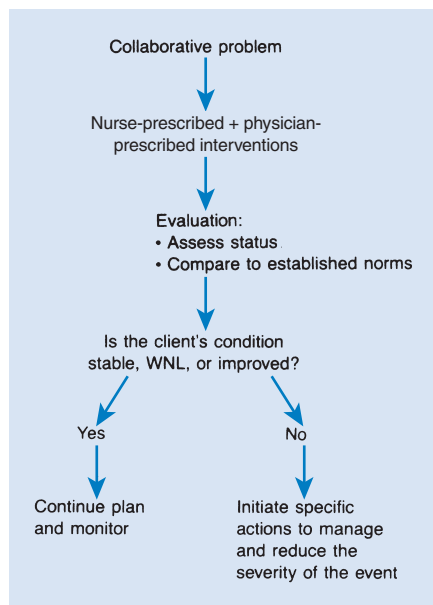 Collaborative problem
Nurse-prescribed + physician-
prescribed interventions
Evaluation:
• Assess status
• Compare to established norms
Is the client's condition
stable, WNL, or improved?
Yes
No
Continue plan
and monitor
Initiate specific
actions to manage
and reduce the
severity of the event